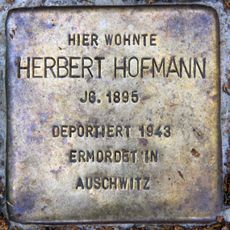 HIER WOHNTE
HERBERT HOFMANN
JG. 1895
DEPORTIERT 1943
ERMORDET IN
AUSCHWITZ